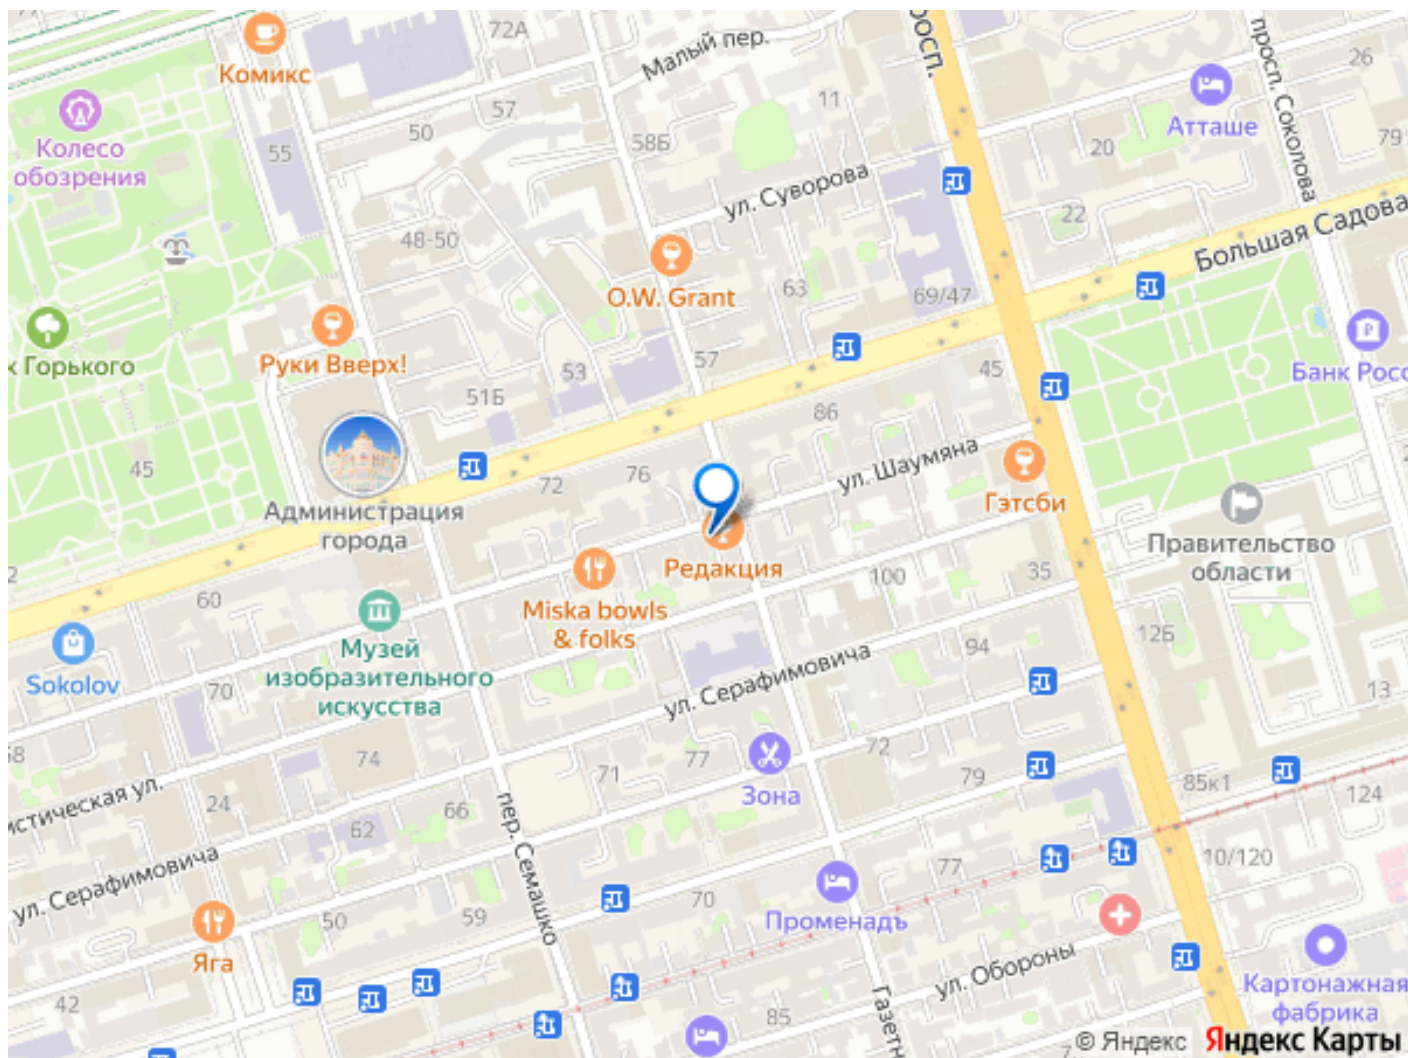 72А
Малый пер.
росп.
просп. Соколова
26
Комикс
57
50
11
58Б
Атташе
20
79
Колесо
обозрения
55
ул. Суворова
22
Большая Садова
48-50
O.W. Grant
63
69/47
Руки Вверх!
к Горького
53
57
45
Банк Росс
51Б
86
45
76
72
ул. Шаумяна
Гэтсби
Администрация
города
Правительство
области
Редакция
100
35
Miska bowls
& folks
60
Музей
изобразительного
искусства
Sokolov
70
12Б
94
ул. Серафимовича
13
74
71
77
72
79
Зона
85к1
124
истическая ул.
24
66
62
пер. Семашко
ул. Серафимовича
77
10/120
50
59
70
Променадъ
Яга
ул. Обороны
Картонажная
фабрика
42
85
Газетн
© Яндекс Яндекс Карты